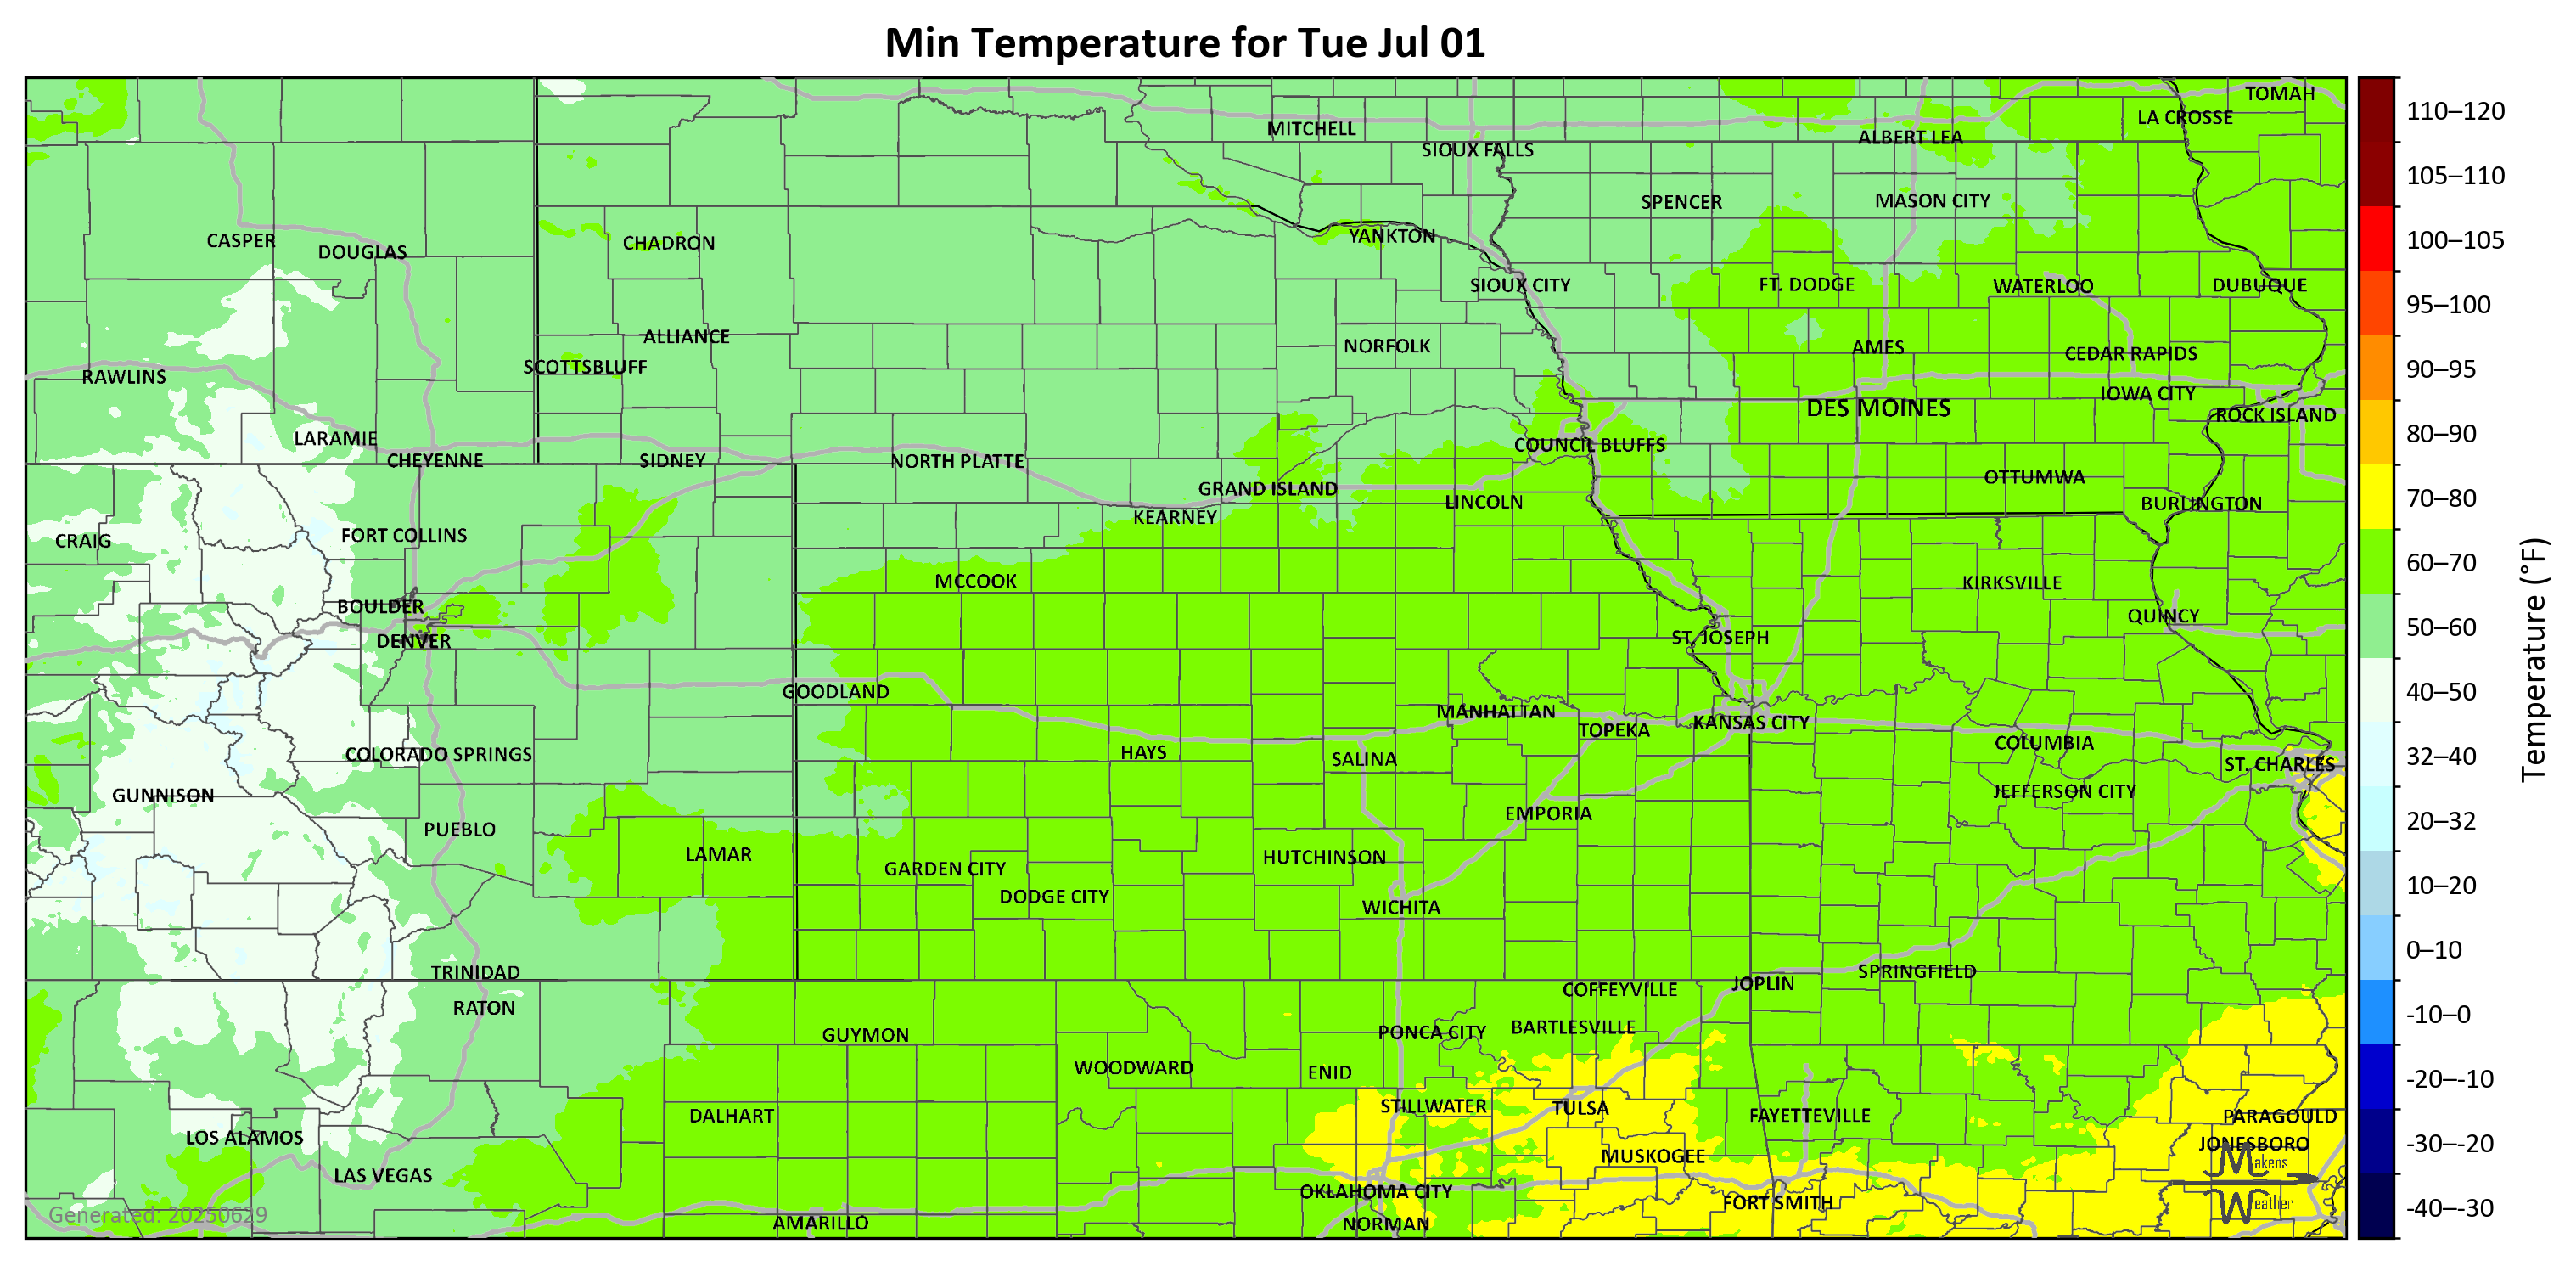 Min Temperature for Tue Jul 01
TOMAH
LA CROSSE
MITCHELL
ALBERT LEA
SIOUX FALLS
SPENCER
MASON CITY
CASPER
DOUGLAS
CHADRON
YANKTON
SIOUX CITY
FT. DODGE
WATERLOO
DUBUQUE
ALLIANCE
NORFOLK
AMES
CEDAR RAPIDS
SCOTTSBLUFF
RAWLINS
IOWA CITY
DES MOINES
ROCK ISLAND
LARAMIE
COUNCIL BLUFFS
CHEYENNE
SIDNEY
NORTH PLATTE
OTTUMWA
GRAND ISLAND
LINCOLN
BURLINGTON
KEARNEY
FORT COLLINS
CRAIG
MCCOOK
KIRKSVILLE
BOULDER
QUINCY
DENVER
ST. JOSEPH
GOODLAND
MANHATTAN
KANSAS CITY
TOPEKA
COLUMBIA
COLORADO SPRINGS
HAYS
SALINA
ST. CHARLES
GUNNISON
JEFFERSON CITY
EMPORIA
PUEBLO
LAMAR
HUTCHINSON
GARDEN CITY
DODGE CITY
WICHITA
TRINIDAD
SPRINGFIELD
JOPLIN
COFFEYVILLE
RATON
BARTLESVILLE
PONCA CITY
GUYMON
WOODWARD
ENID
STILLWATER
TULSA
DALHART
FAYETTEVILLE
PARAGOULD
LOS ALAMOS
JONESBORO
MUSKOGEE
LAS VEGAS
OKLAHOMA CITY
FORT SMITH
AMARILLO
NORMAN
Makens
Weather
Generated: 20250629
110–120
105–110
100–105
95–100
90–95
80–90
70–80
60–70
50–60
40–50
32–40
20–32
10–20
0–10
-10–0
-20–-10
-30–-20
-40–-30
Temperature (°F)